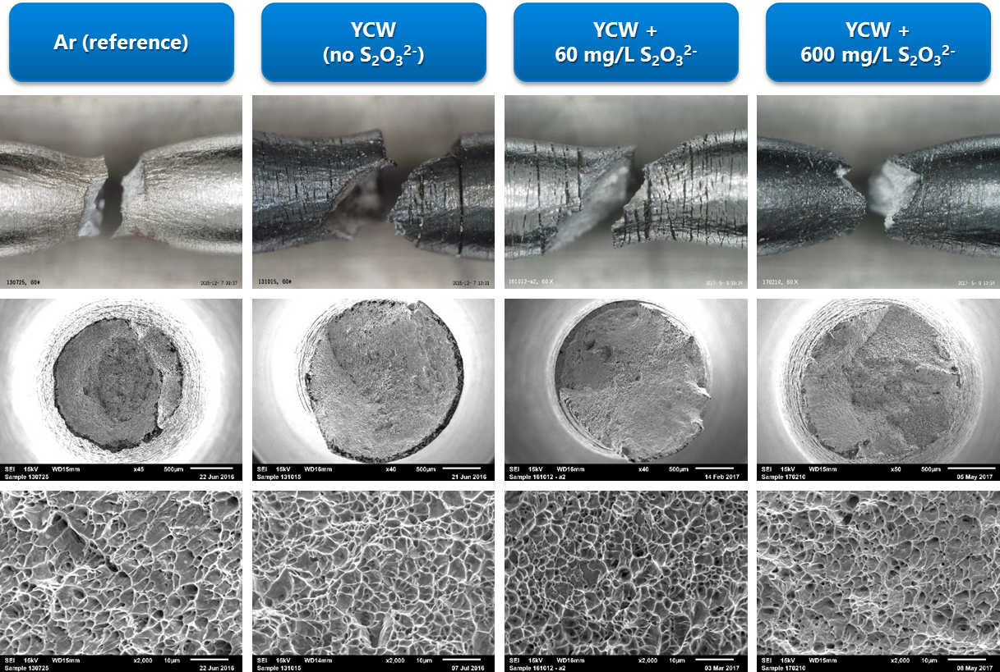 Ar (reference)
YCW
(no S₂O₃²⁻)
YCW +
60 mg/L S₂O₃²⁻
YCW +
600 mg/L S₂O₃²⁻
130725, 60#
131015, 60#
161012-a2, 60X
170210, 60X
SEI 15kV WD15mm x45 500µm
Sample 130725 22 Jun 2016
SEI 15kV WD16mm x40 500µm
Sample 131015 21 Jun 2016
SEI 15kV WD16mm x40 500µm
Sample 161012 - a2 14 Feb 2017
SEI 15kV WD15mm x50 500µm
Sample 170210 05 May 2017
SEI 15kV WD15mm x2,000 10µm
Sample 130725 22 Jun 2016
SEI 15kV WD14mm x2,000 10µm
Sample 131015 07 Jul 2016
SEI 15kV WD16mm x2,000 10µm
Sample 161012 - a2 03 Mar 2017
SEI 15kV WD15mm x2,000 10µm
Sample 170210 08 May 2017